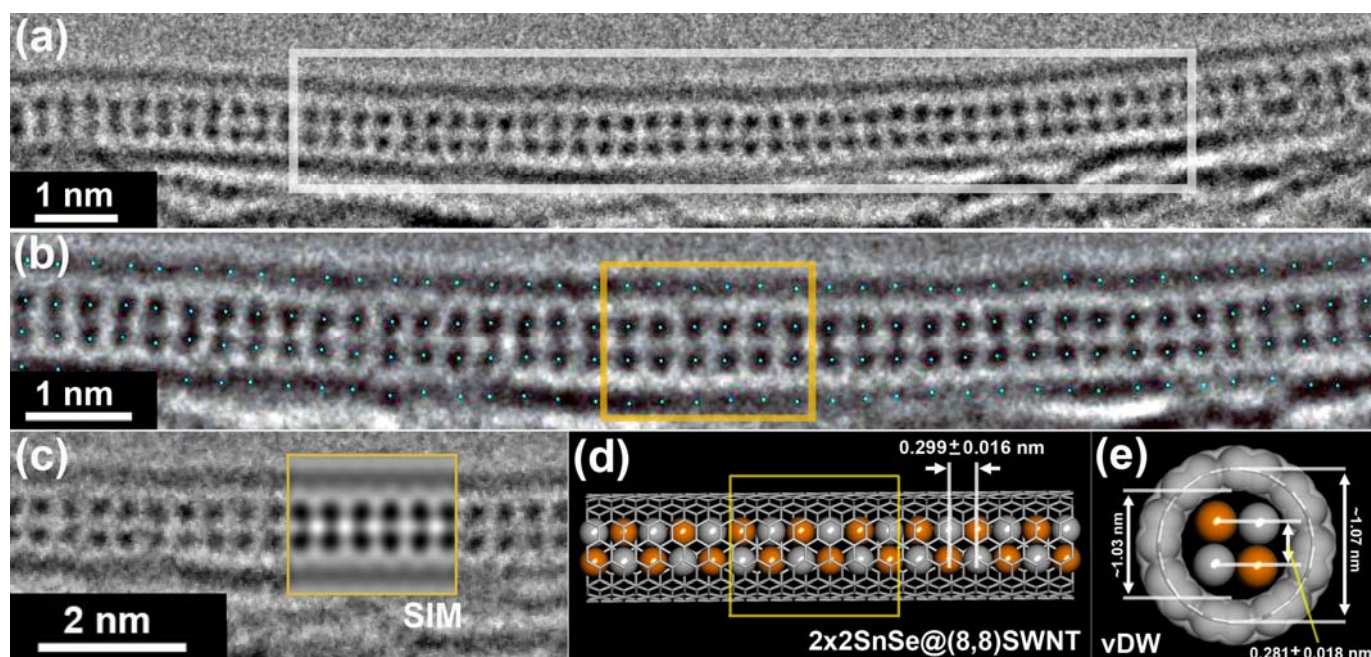 (a)
1 nm
(b)
1 nm
(c)
SIM
2 nm
(d)
0.299±0.016 nm
2x2SnSe@(8,8)SWNT
(e)
~1.03 nm
~1.07 nm
vDW
0.281±0.018 nm